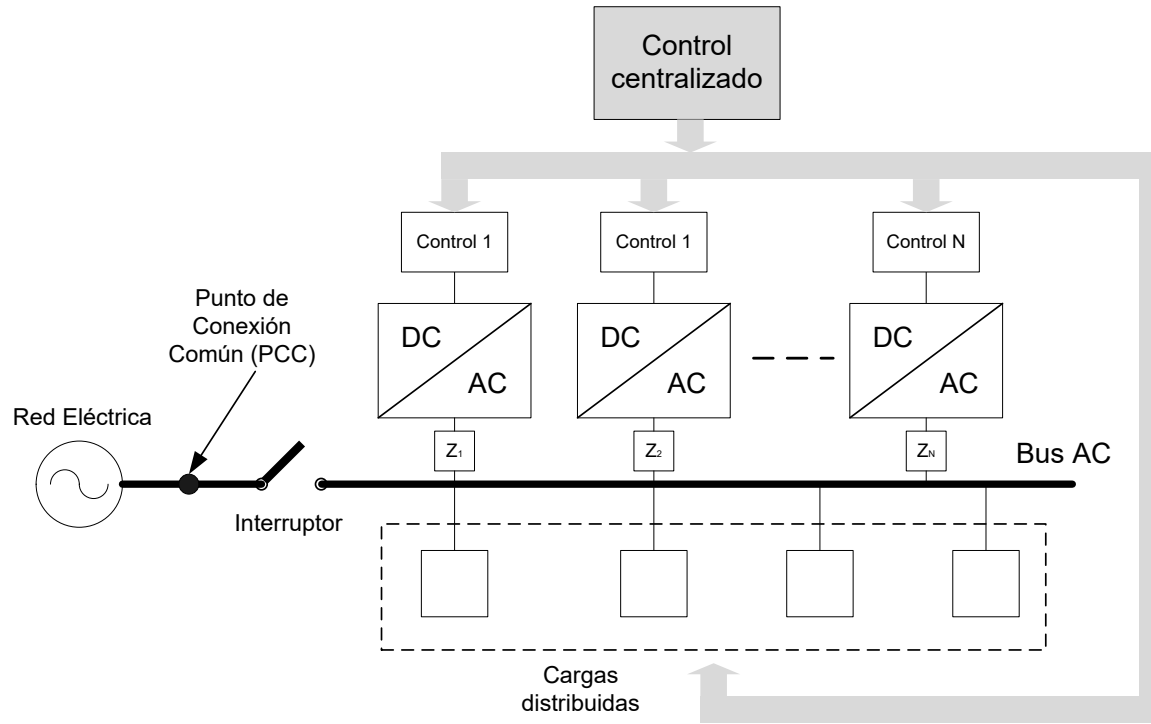 Control
centralizado
Control 1
Control 1
Control N
Punto de
Conexión
Común (PCC)
DC
AC
DC
AC
DC
AC
Red Eléctrica
Z1
Z2
ZN
Bus AC
Interruptor
Cargas
distribuidas